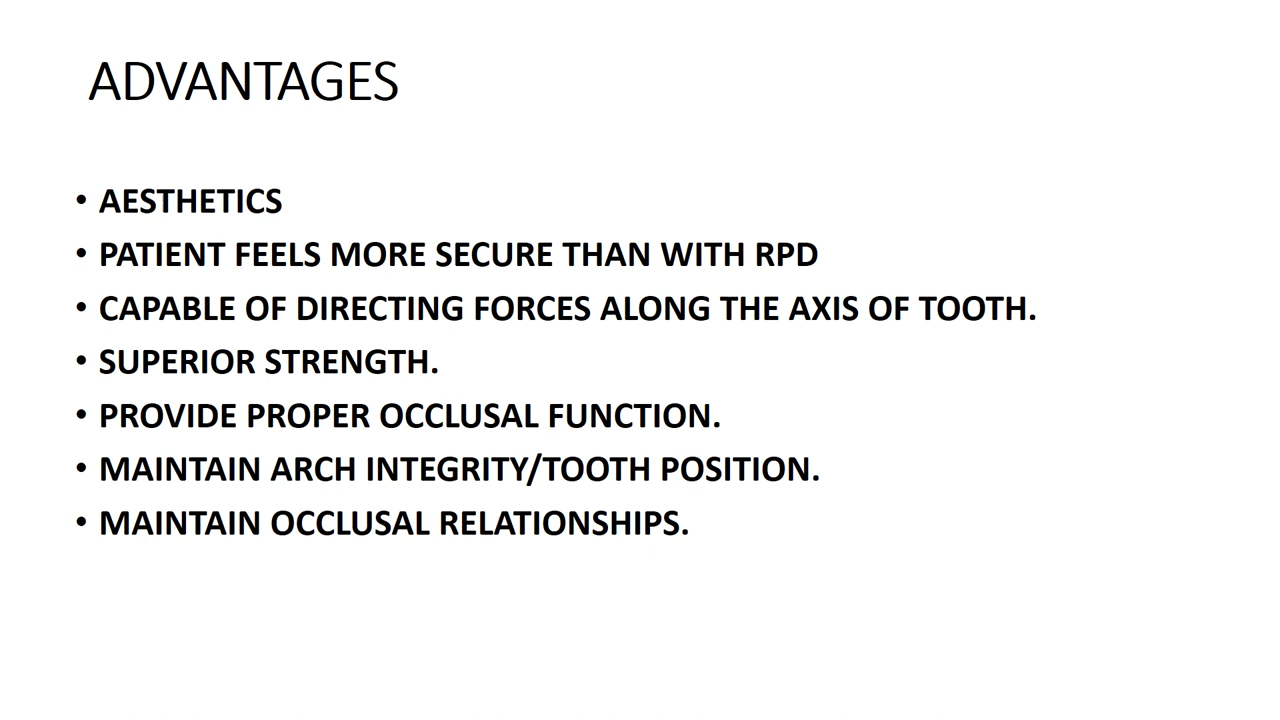 ADVANTAGES
• AESTHETICS
• PATIENT FEELS MORE SECURE THAN WITH RPD
• CAPABLE OF DIRECTING FORCES ALONG THE AXIS OF TOOTH.
• SUPERIOR STRENGTH.
• PROVIDE PROPER OCCLUSAL FUNCTION.
• MAINTAIN ARCH INTEGRITY/TOOTH POSITION.
• MAINTAIN OCCLUSAL RELATIONSHIPS.